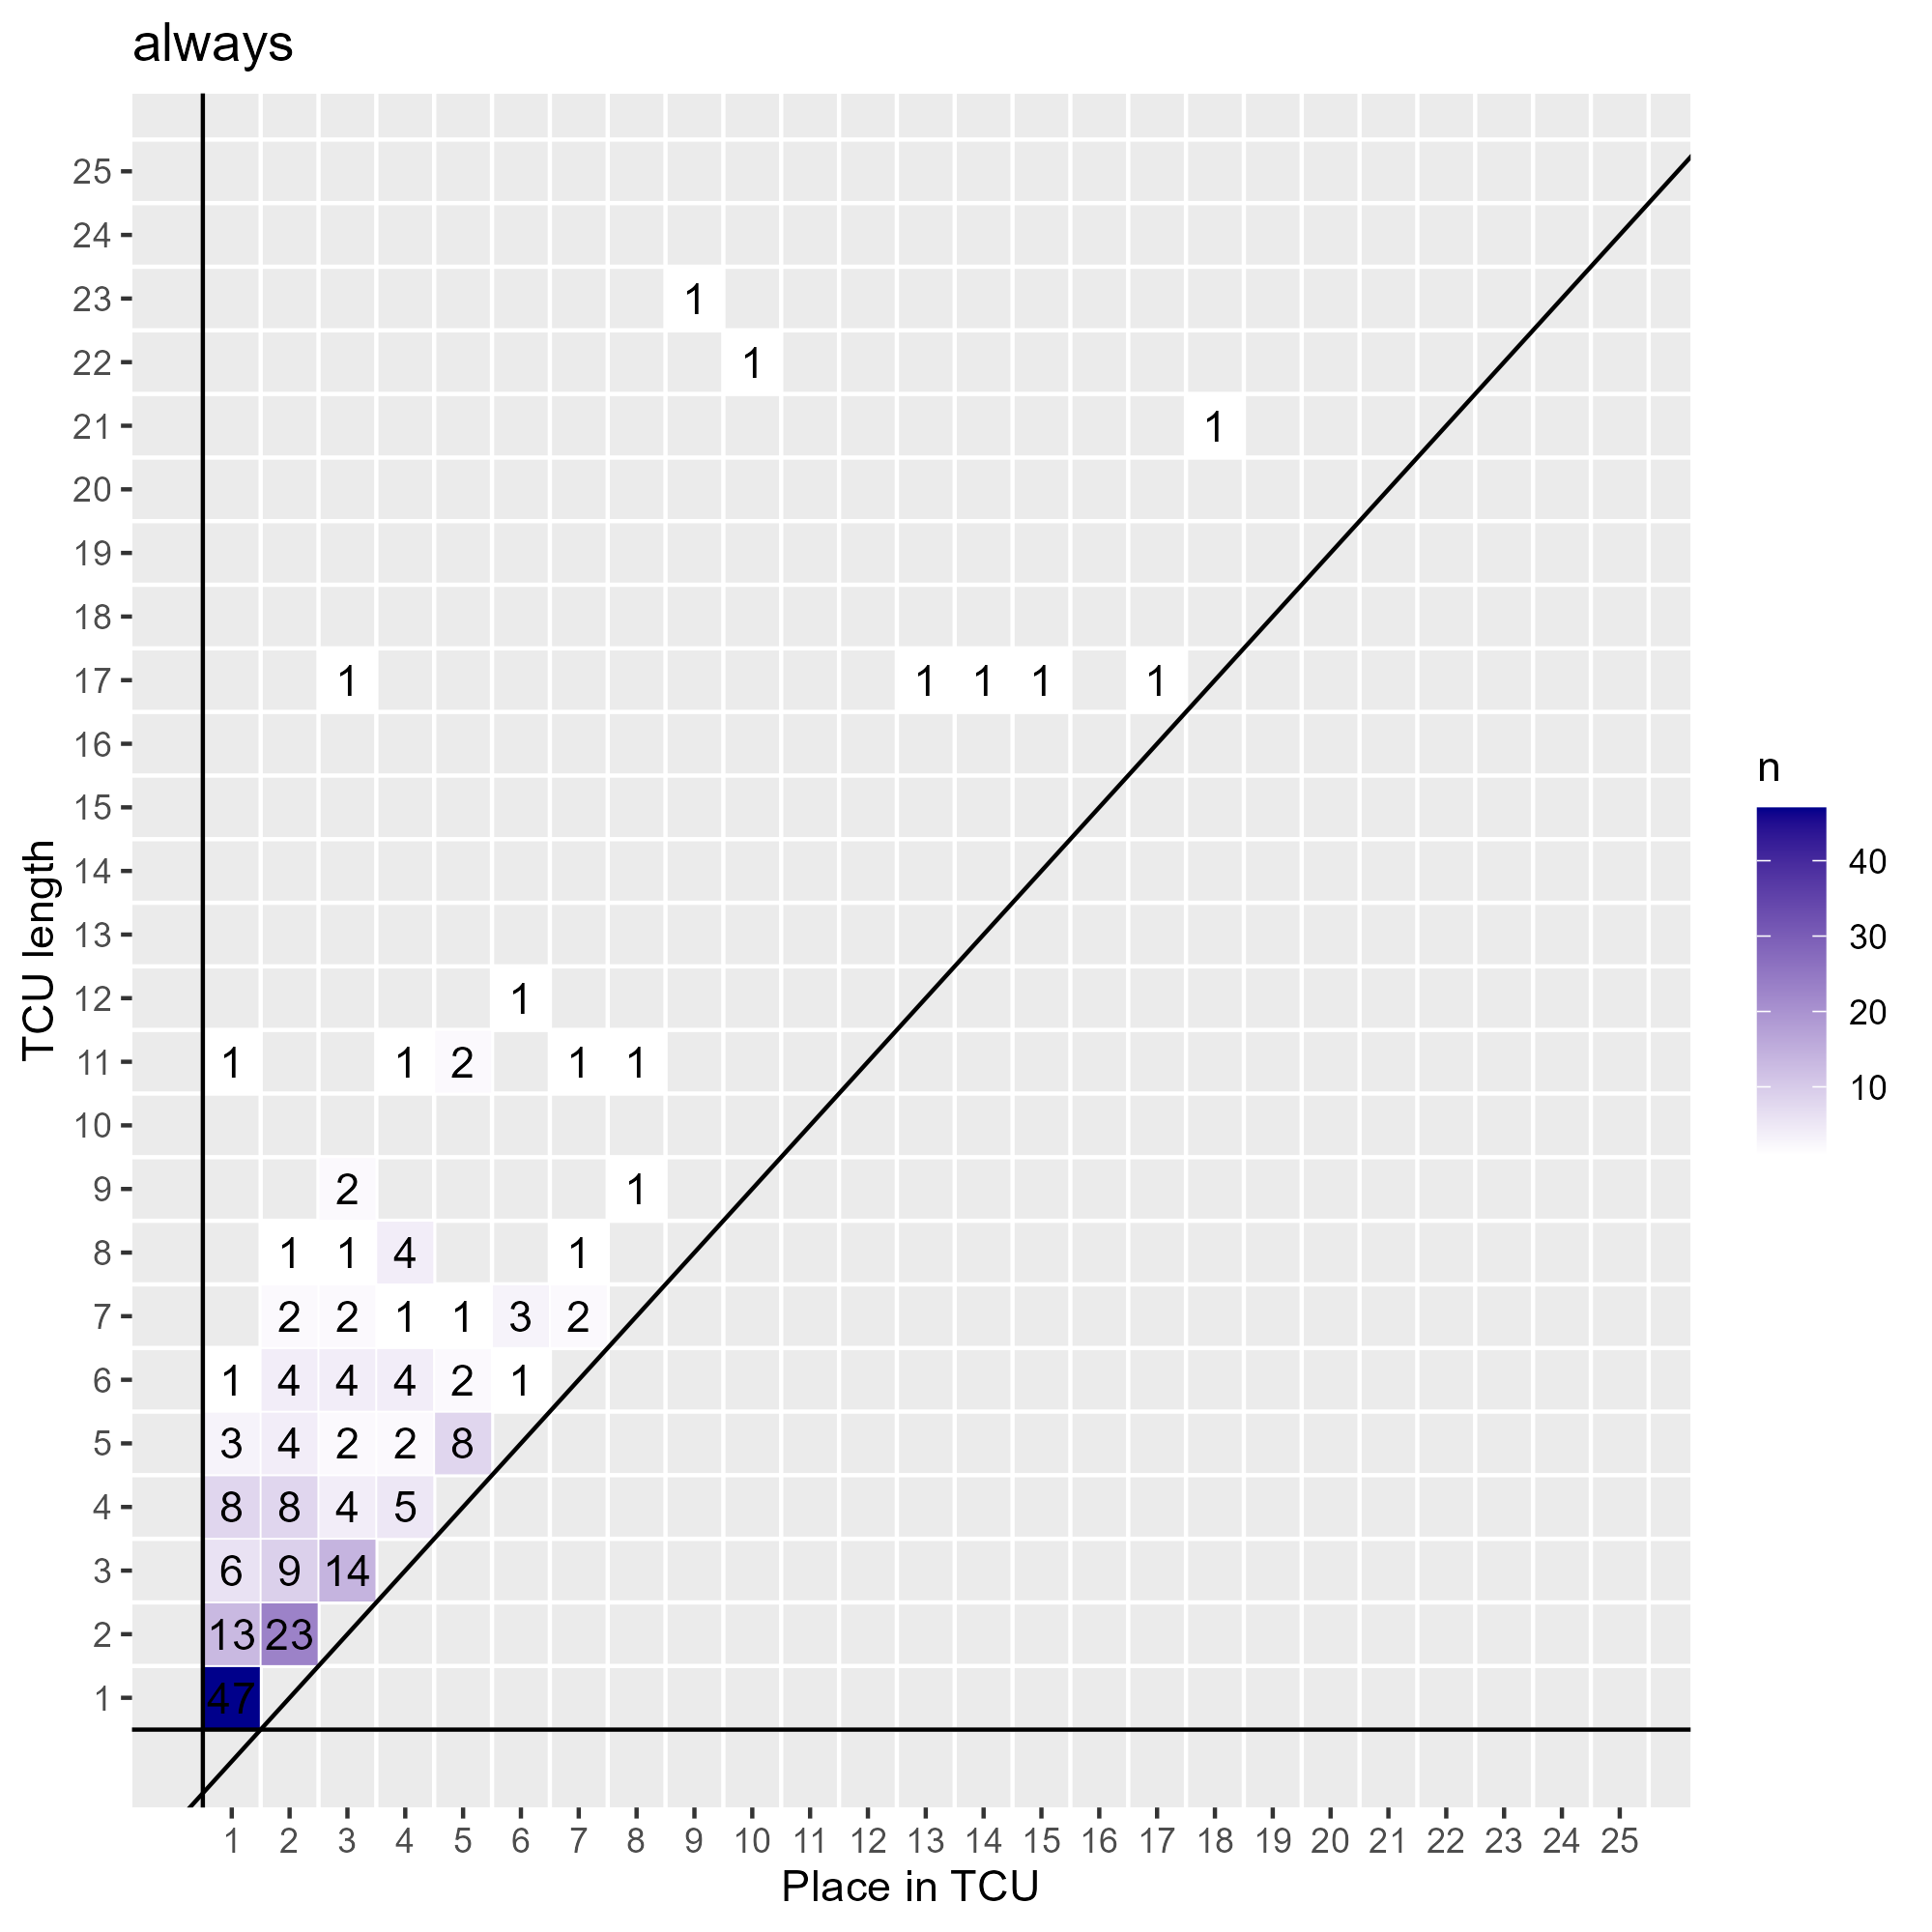 always
25
24
23 1
22 1
21 1
20
19
18
17 1 1 1 1 1
16
15
14
13
12 1
11 1 1 2 1 1
10
9 2 1
8 1 1 4 1
7 2 2 1 1 3 2
6 1 4 4 4 2 1
5 3 4 2 2 8
4 8 8 4 5
3 6 9 14
2 13 23
1 47
TCU length
1 2 3 4 5 6 7 8 9 10 11 12 13 14 15 16 17 18 19 20 21 22 23 24 25
Place in TCU
n
40
30
20
10